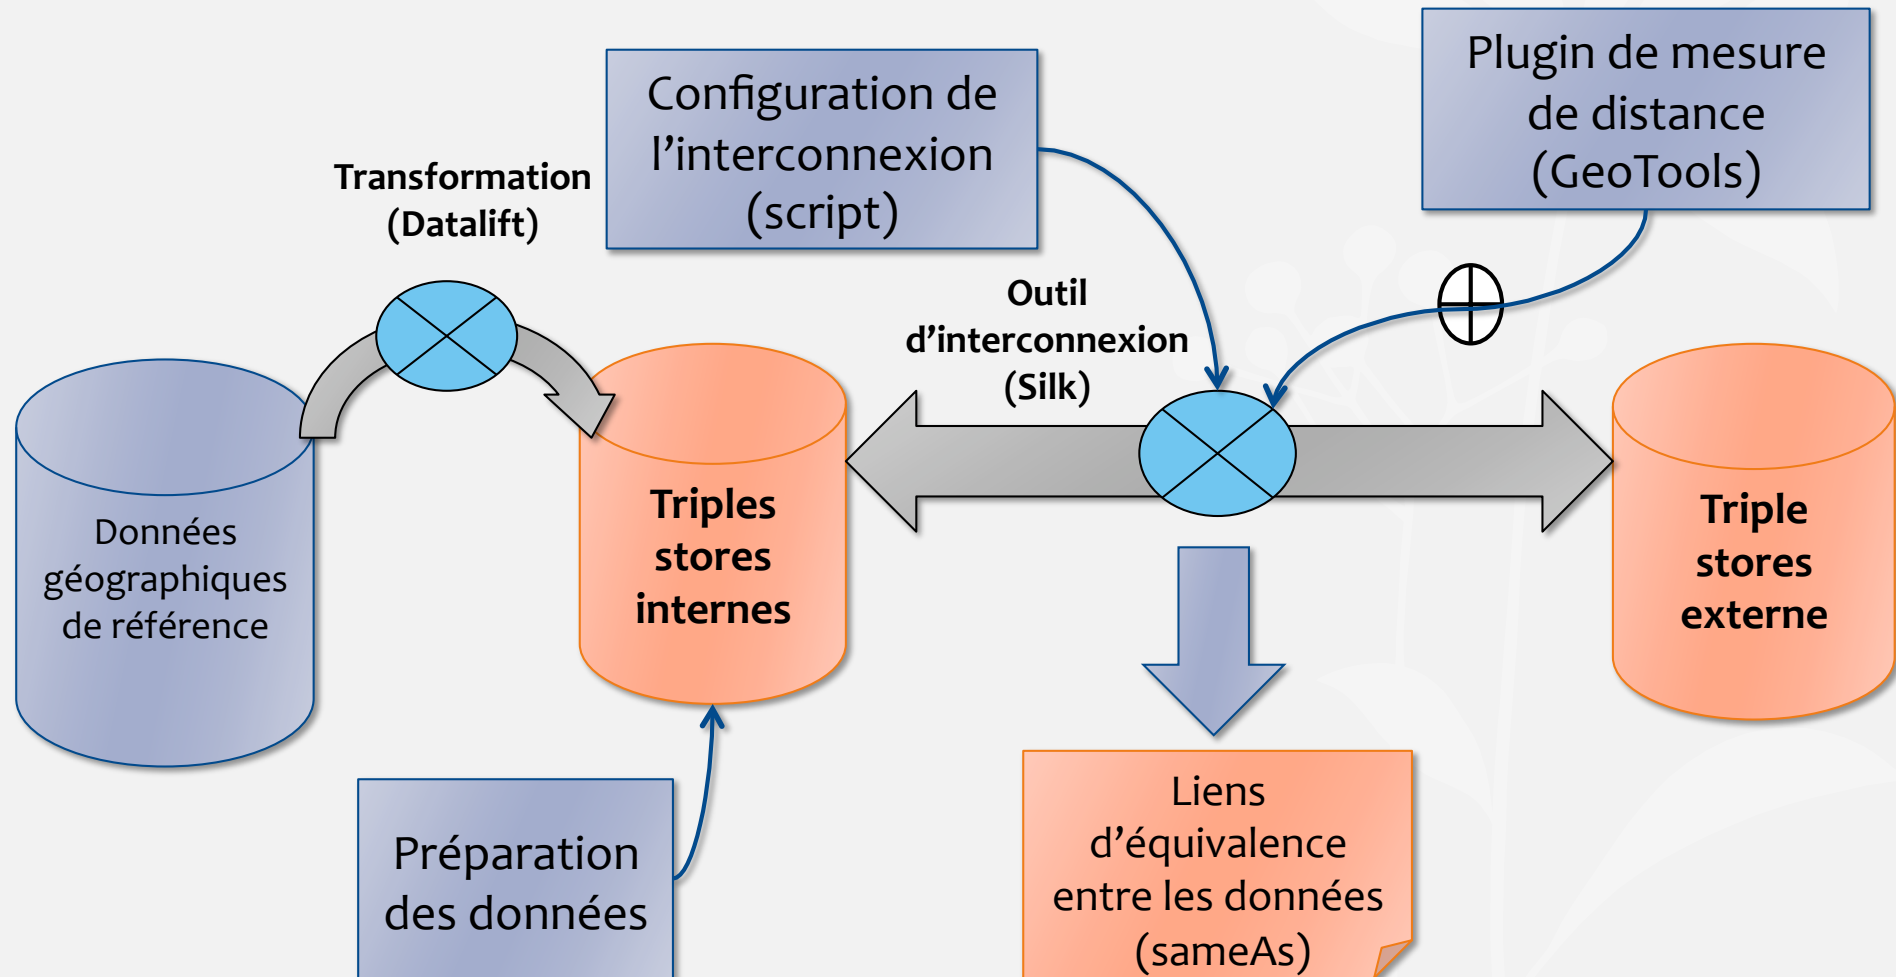 Plugin de mesure
de distance
(GeoTools)
Configuration de
l’interconnexion
(script)
Transformation
(Datalift)
Outil
d’interconnexion
(Silk)
Données
géographiques
de référence
Triples
stores
internes
Triple
stores
externe
Préparation
des données
Liens
d’équivalence
entre les données
(sameAs)